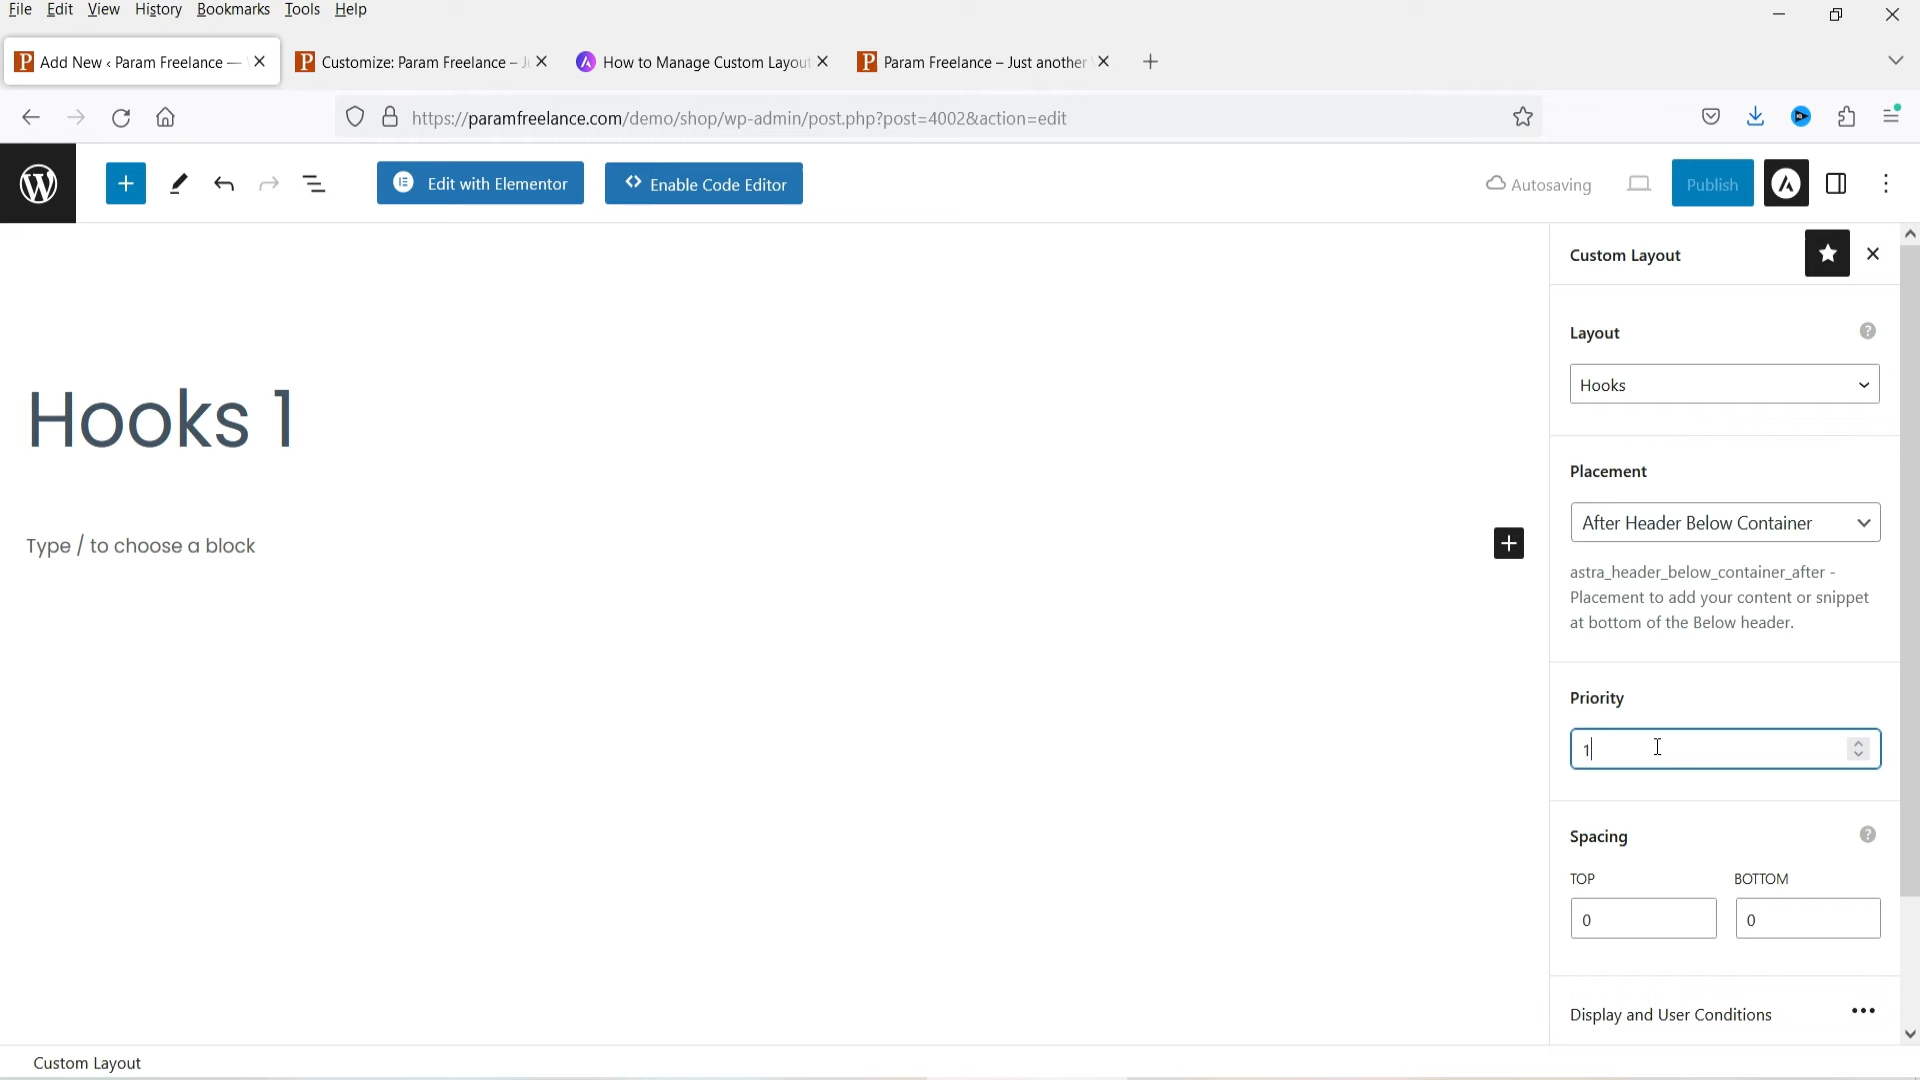 File Edit View History Bookmarks Tools Help
Add New ‹ Param Freelance —
Customize: Param Freelance –
How to Manage Custom Layou
Param Freelance – Just another
https://paramfreelance.com/demo/shop/wp-admin/post.php?post=4002&action=edit
Edit with Elementor
Enable Code Editor
Autosaving
Publish
Custom Layout
Layout
Hooks
Hooks 1
Placement
After Header Below Container
Type / to choose a block
astra_header_below_container_after -
Placement to add your content or snippet
at bottom of the Below header.
Priority
1
Spacing
TOP BOTTOM
0 0
Display and User Conditions
Custom Layout